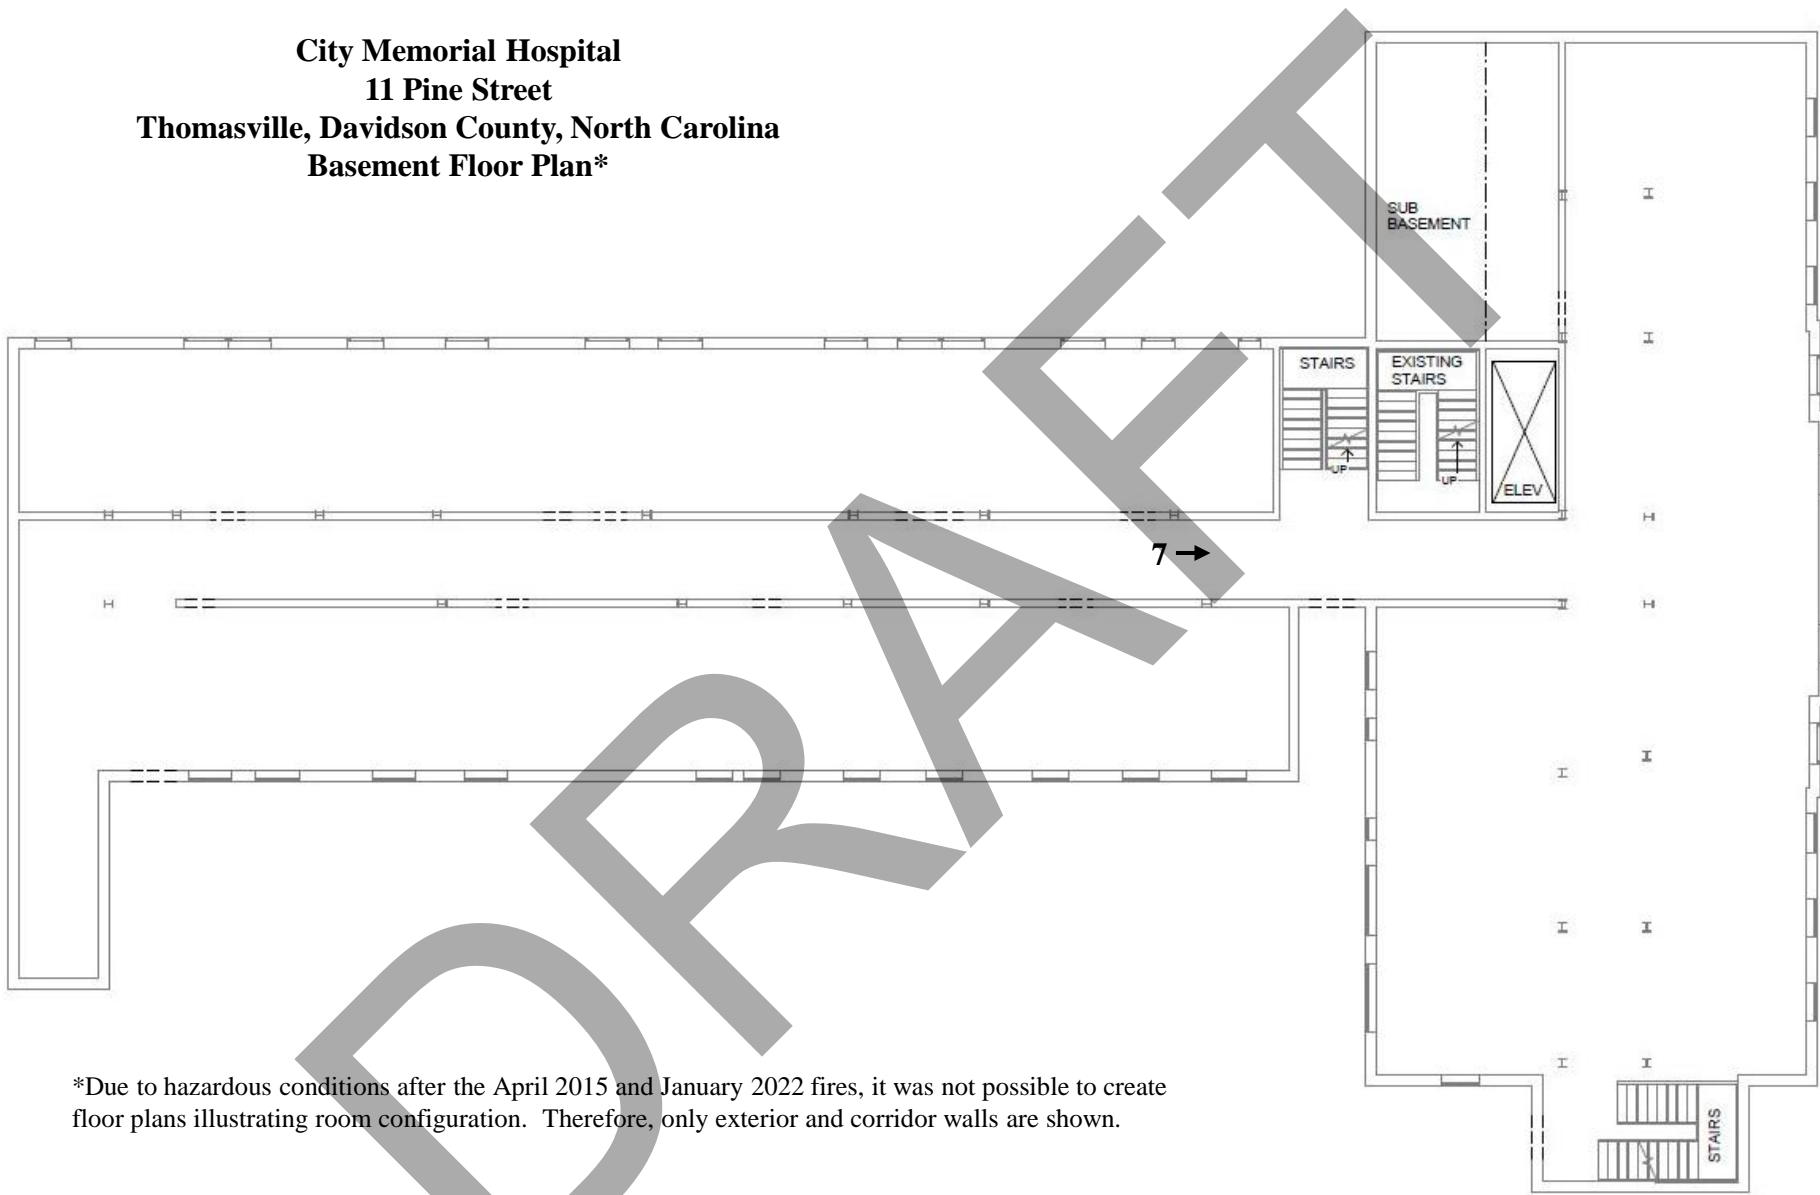 City Memorial Hospital
11 Pine Street
Thomasville, Davidson County, North Carolina
Basement Floor Plan*
SUB
BASEMENT
STAIRS
EXISTING
STAIRS
UP
UP
ELEV
7
DRAFT
*Due to hazardous conditions after the April 2015 and January 2022 fires, it was not possible to create
floor plans illustrating room configuration.  Therefore, only exterior and corridor walls are shown.
STAIRS